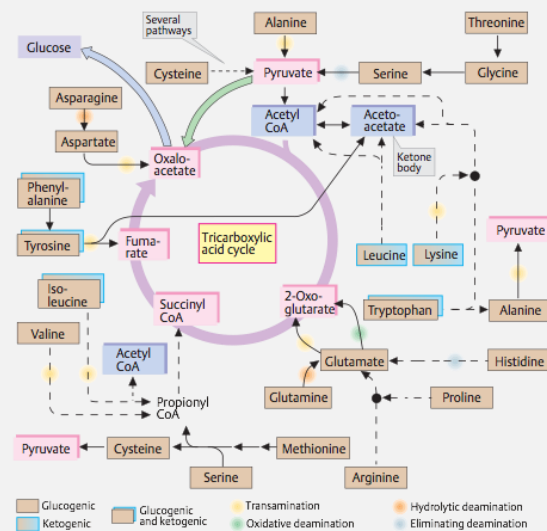 Several
pathways
Alanine
Threonine
Glucose
Cysteine
Pyruvate
Serine
Glycine
Asparagine
Acetyl
CoA
Aceto-
acetate
Aspartate
Oxalo-
acetate
Ketone
body
Phenyl-
alanine
Tyrosine
Fuma-
rate
Tricarboxylic
acid cycle
Leucine
Lysine
Pyruvate
Iso-
leucine
Succinyl
CoA
2-Oxo-
glutarate
Tryptophan
Alanine
Valine
Acetyl
CoA
Glutamate
Histidine
Propionyl
CoA
Glutamine
Proline
Pyruvate
Cysteine
Methionine
Serine
Arginine
Glucogenic
Ketogenic
Glucogenic
and ketogenic
Transamination
Oxidative deamination
Hydrolytic deamination
Eliminating deamination